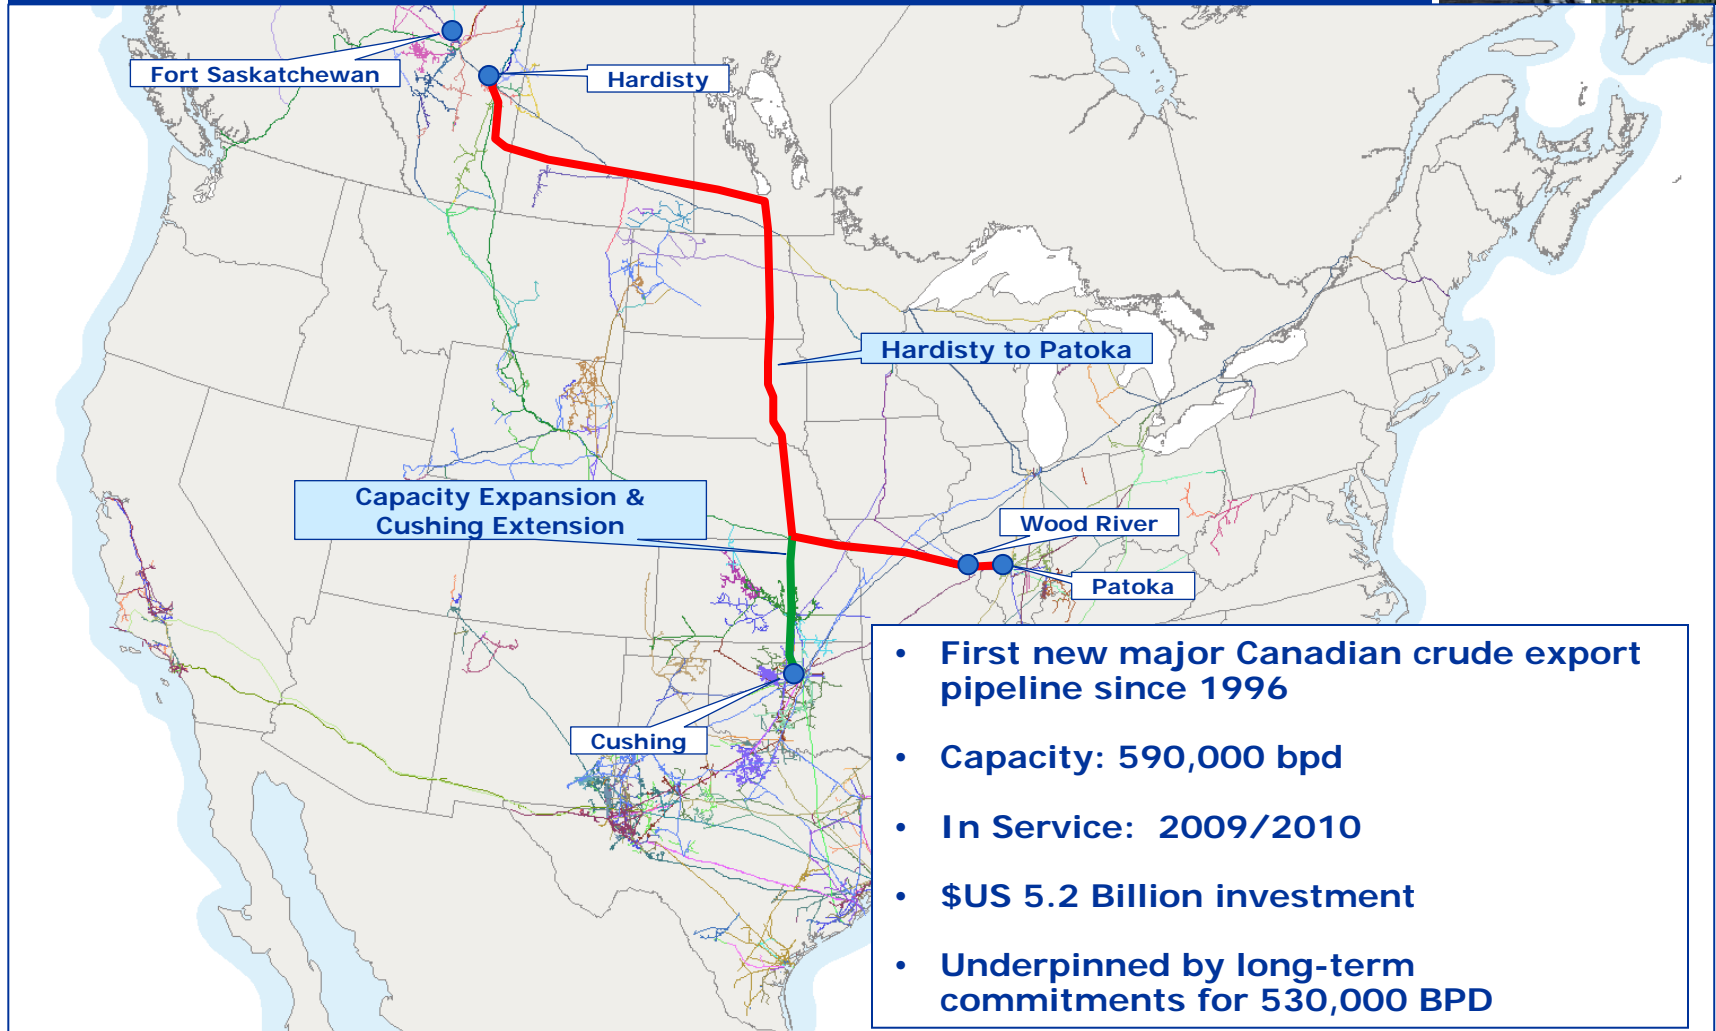 Fort Saskatchewan
Hardisty
Hardisty to Patoka
Capacity Expansion &
Cushing Extension
Wood River
Patoka
Cushing
• First new major Canadian crude export
pipeline since 1996
• Capacity: 590,000 bpd
• In Service: 2009/2010
• $US 5.2 Billion investment
• Underpinned by long-term
commitments for 530,000 BPD